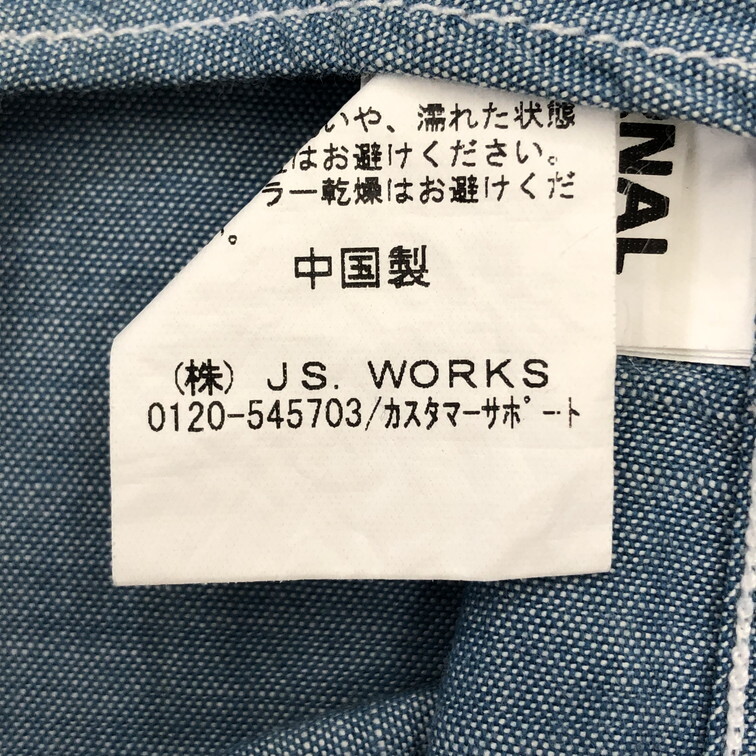 いや、濡れた状態
はお避けください。
ラー乾燥はお避けくだ
。
中国製
(株) JS. WORKS
0120-545703/カスタマーサポート
RNAL